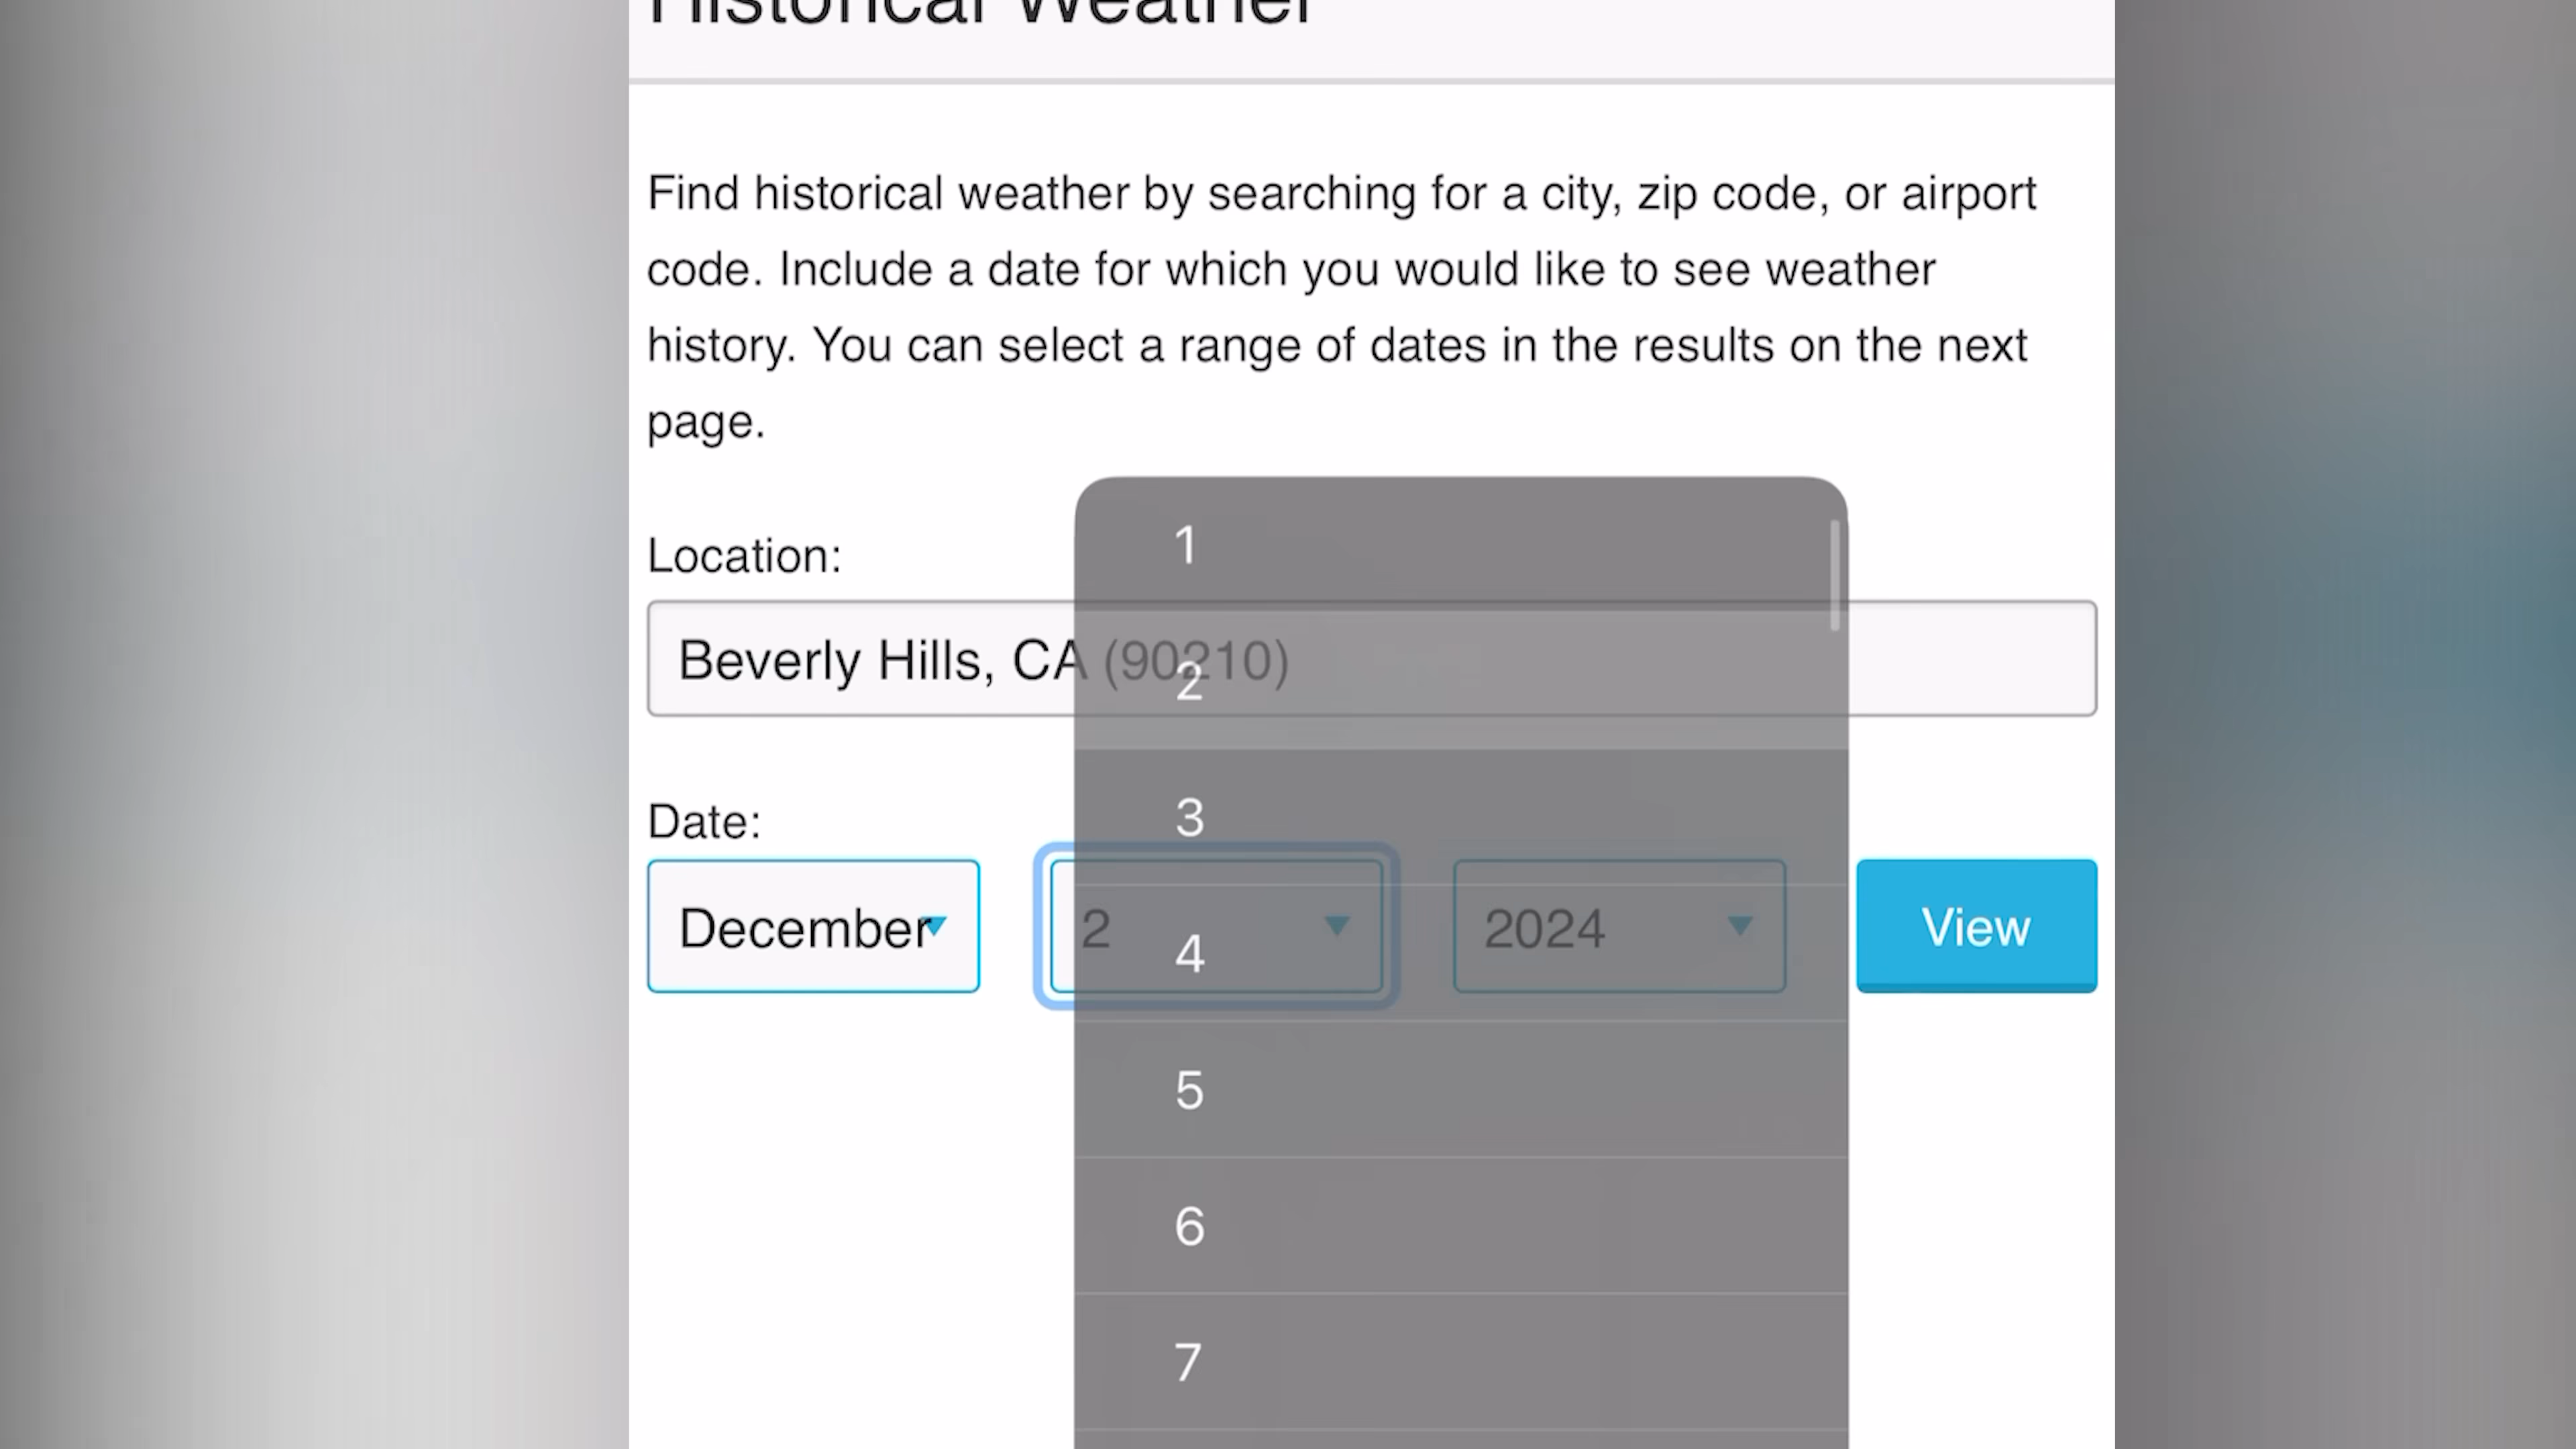 Historical Weather
Find historical weather by searching for a city, zip code, or airport
code. Include a date for which you would like to see weather
history. You can select a range of dates in the results on the next
page.
Location:
Beverly Hills, CA (90210)
Date:
December
2
2024
View
1
2
3
4
5
6
7